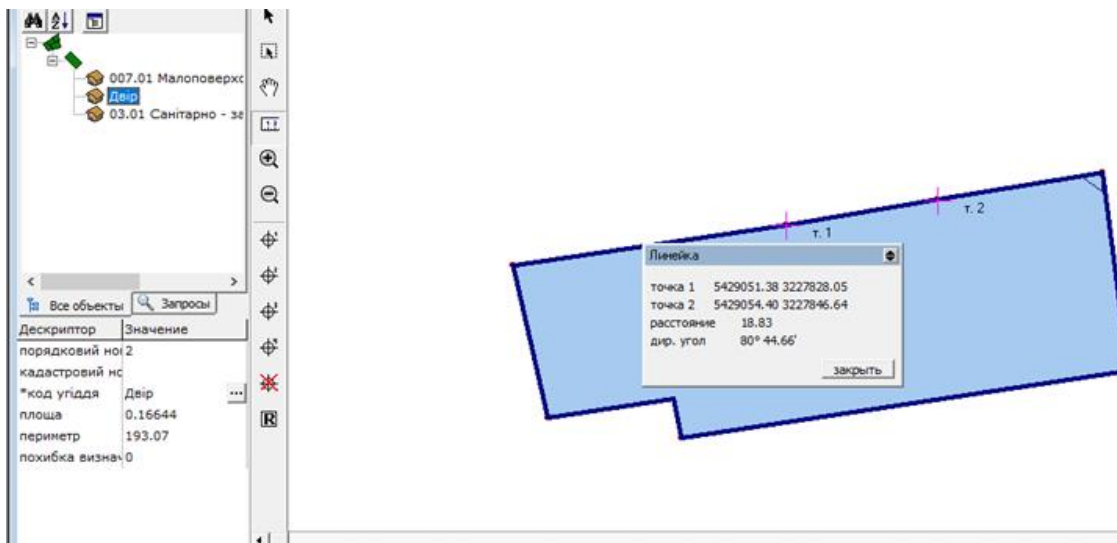 007.01 Малоповерхс
Двір
03.01 Санітарно - за
Все объекты
Запросы
Дескриптор Значение
порядковий но 2
кадастровий нс
*код угіддя Двір ...
площа 0.16644
периметр 193.07
похибка визнач 0
R
т. 1
т. 2
Линейка
точка 1 5429051.38 3227828.05
точка 2 5429054.40 3227846.64
расстояние 18.83
дир. угол 80° 44.66'
закрыть